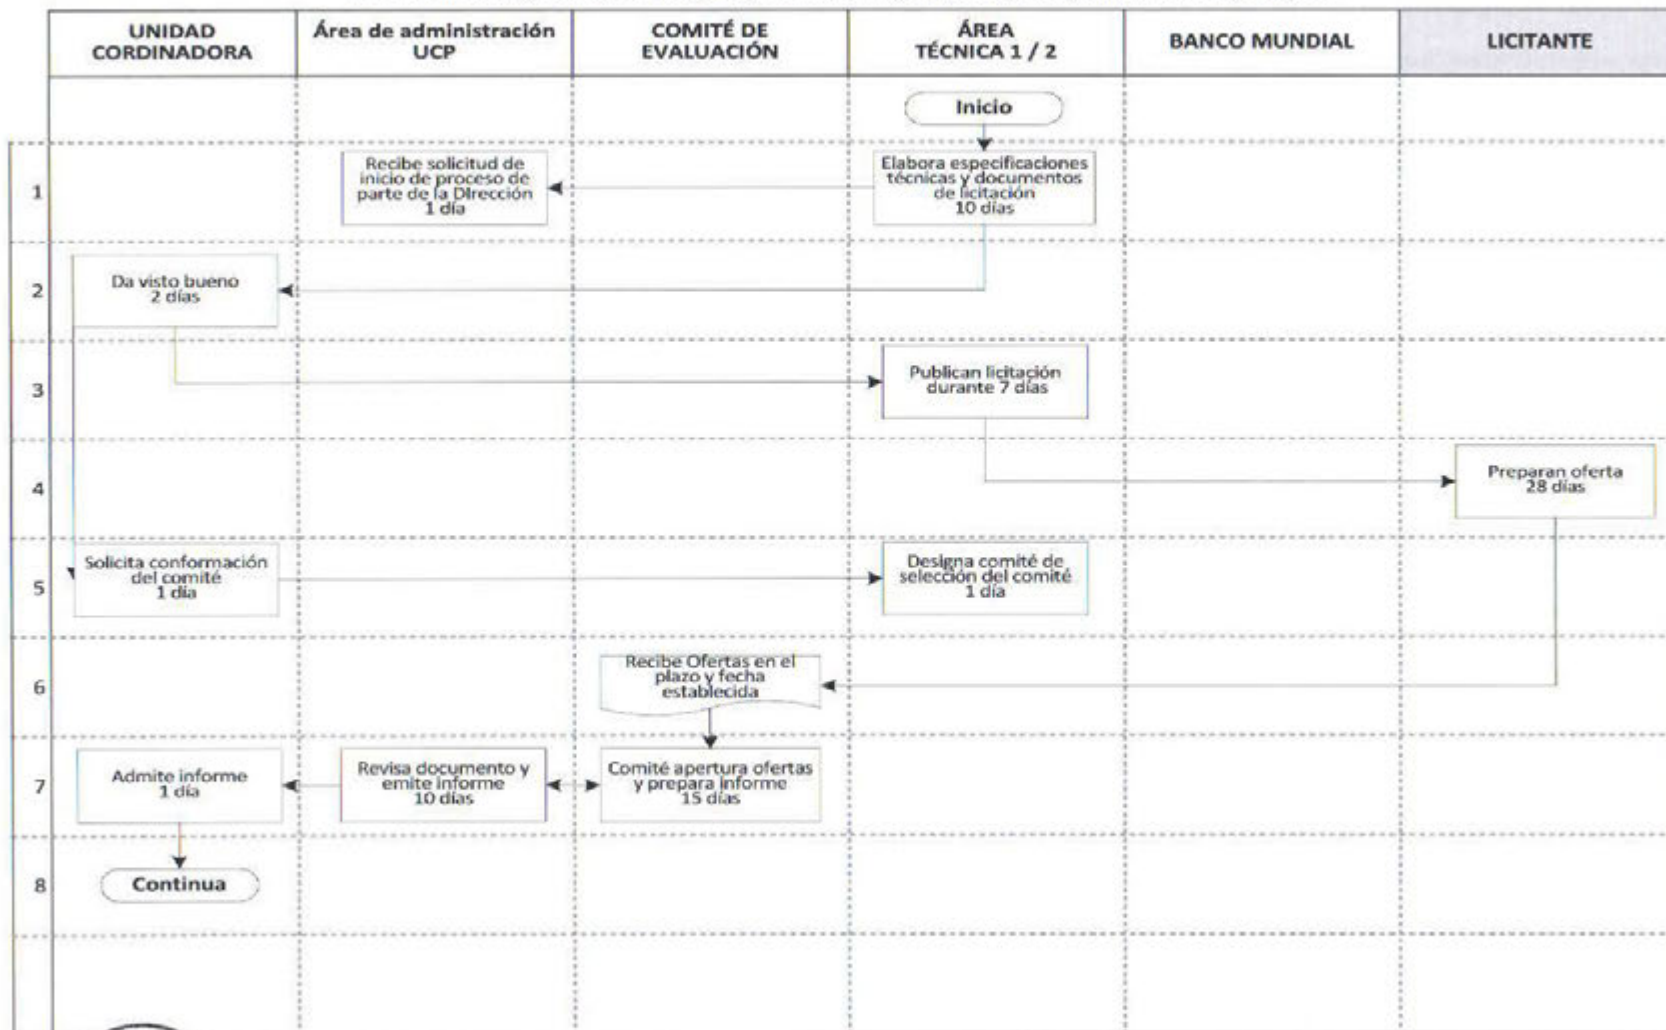 UNIDAD
CORDINADORA
Área de administración
UCP
COMITÉ DE
EVALUACIÓN
ÁREA
TÉCNICA 1 / 2
BANCO MUNDIAL
LICITANTE
Inicio
1
Recibe solicitud de
inicio de proceso de
parte de la DIrección
1 día
Elabora especificaciones
técnicas y documentos
de licitación
10 días
2
Da visto bueno
2 días
3
Publican licitación
durante 7 días
4
Preparan oferta
28 días
5
Solicita conformación
del comité
1 día
Designa comité de
selección del comité
1 día
6
Recibe Ofertas en el
plazo y fecha
establecida
7
Admite informe
1 día
Revisa documento y
emite informe
10 días
Comité apertura ofertas
y prepara informe
15 días
8
Continua